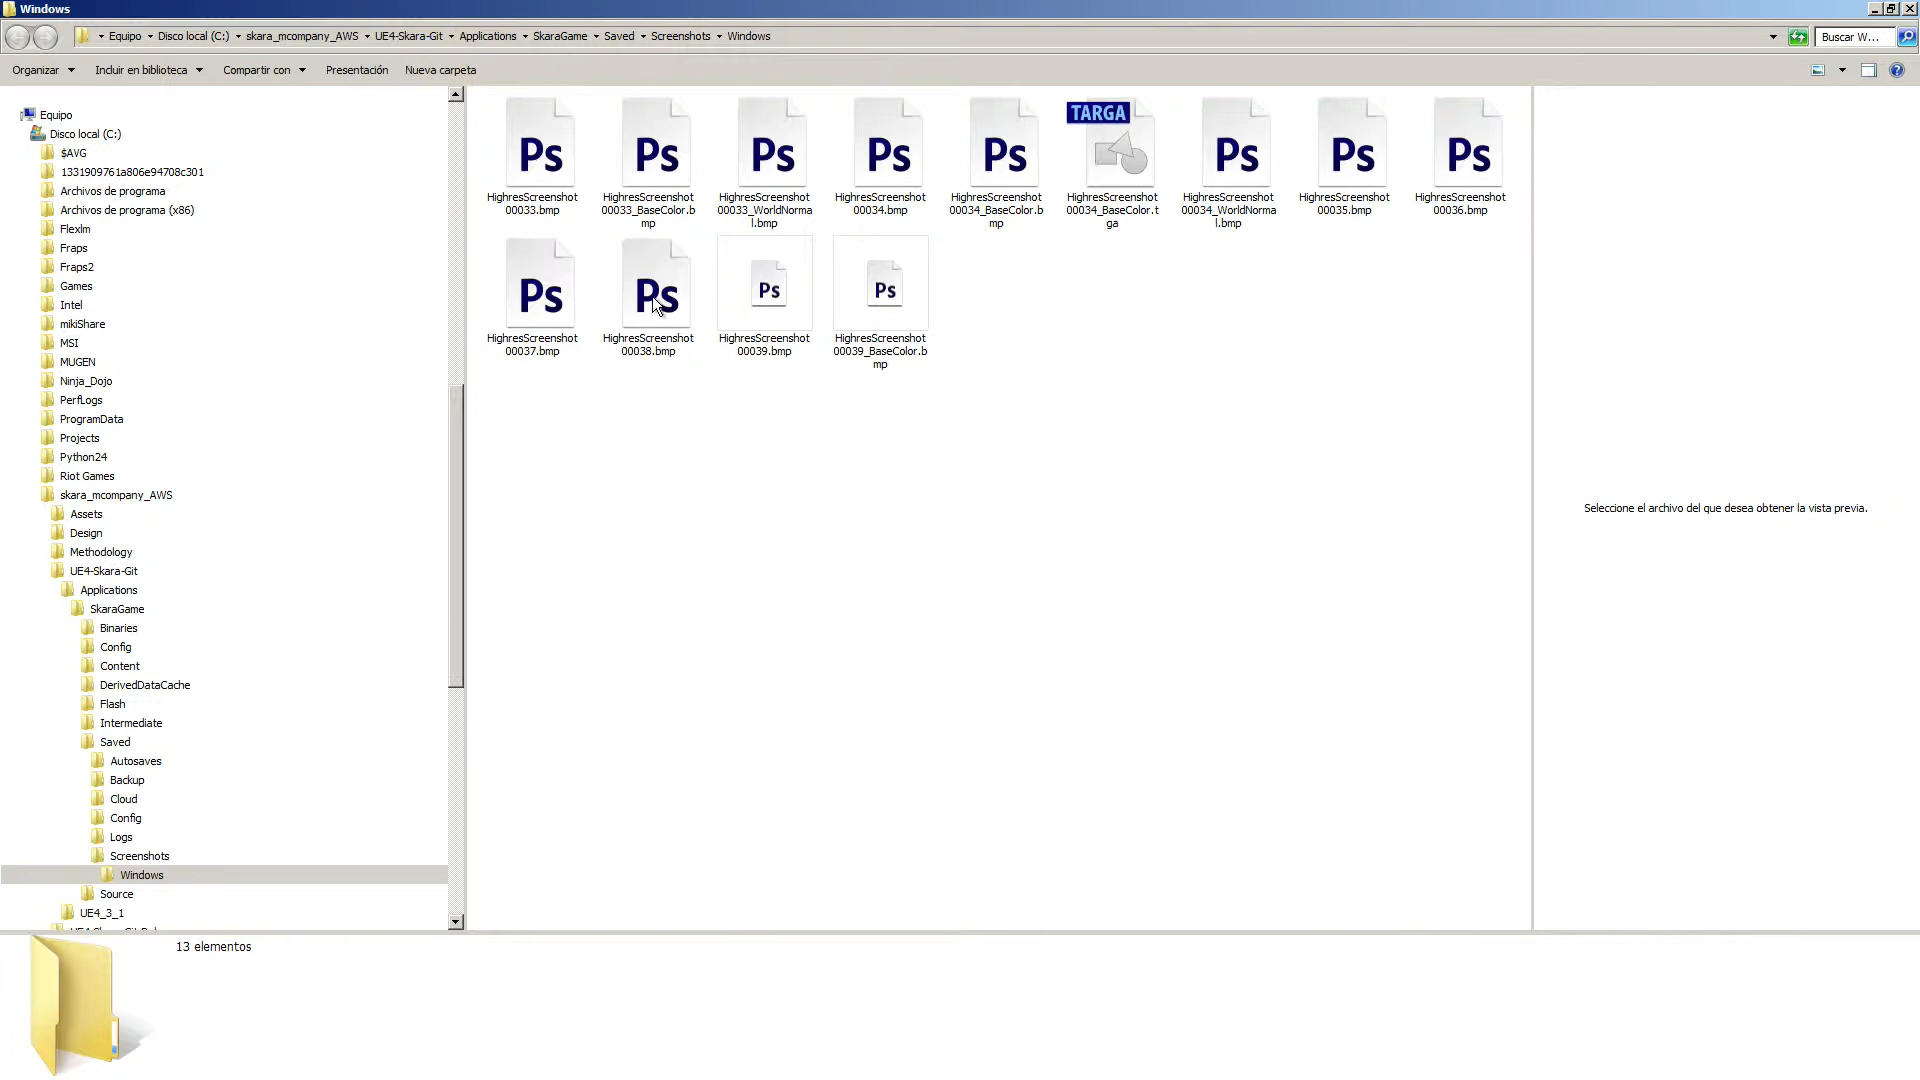 Windows
Equipo
Disco local (C:)
skara_mcompany_AWS
UE4-Skara-Git
Applications
SkaraGame
Saved
Screenshots
Windows
Buscar W...
Organizar
Incluir en biblioteca
Compartir con
Presentación
Nueva carpeta
Equipo
Disco local (C:)
$AVG
1331909761a806e94708c301
Archivos de programa
Archivos de programa (x86)
Flexlm
Fraps
Fraps2
Games
Intel
mikiShare
MSI
MUGEN
Ninja_Dojo
PerfLogs
ProgramData
Projects
Python24
Riot Games
skara_mcompany_AWS
Assets
Design
Methodology
UE4-Skara-Git
Applications
SkaraGame
Binaries
Config
Content
DerivedDataCache
Flash
Intermediate
Saved
Autosaves
Backup
Cloud
Config
Logs
Screenshots
Windows
Source
UE4_3_1
Ps
HighresScreenshot
00033.bmp
Ps
HighresScreenshot
00033_BaseColor.b
mp
Ps
HighresScreenshot
00033_WorldNorma
l.bmp
Ps
HighresScreenshot
00034.bmp
Ps
HighresScreenshot
00034_BaseColor.b
mp
TARGA
HighresScreenshot
00034_BaseColor.t
ga
Ps
HighresScreenshot
00034_WorldNorma
l.bmp
Ps
HighresScreenshot
00035.bmp
Ps
HighresScreenshot
00036.bmp
Ps
HighresScreenshot
00037.bmp
Ps
HighresScreenshot
00038.bmp
Ps
HighresScreenshot
00039.bmp
Ps
HighresScreenshot
00039_BaseColor.b
mp
Seleccione el archivo del que desea obtener la vista previa.
13 elementos